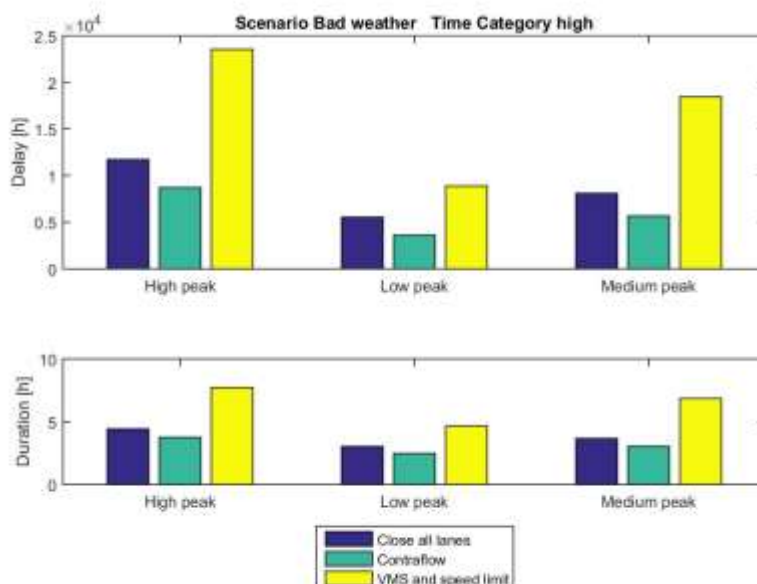 Scenario Bad weather Time Category high
×10⁴
2.5
2
1.5
1
0.5
0
Delay [h]
High peak Low peak Medium peak
10
5
0
Duration [h]
High peak Low peak Medium peak
Close all lanes
Contraflow
VMS and speed limit